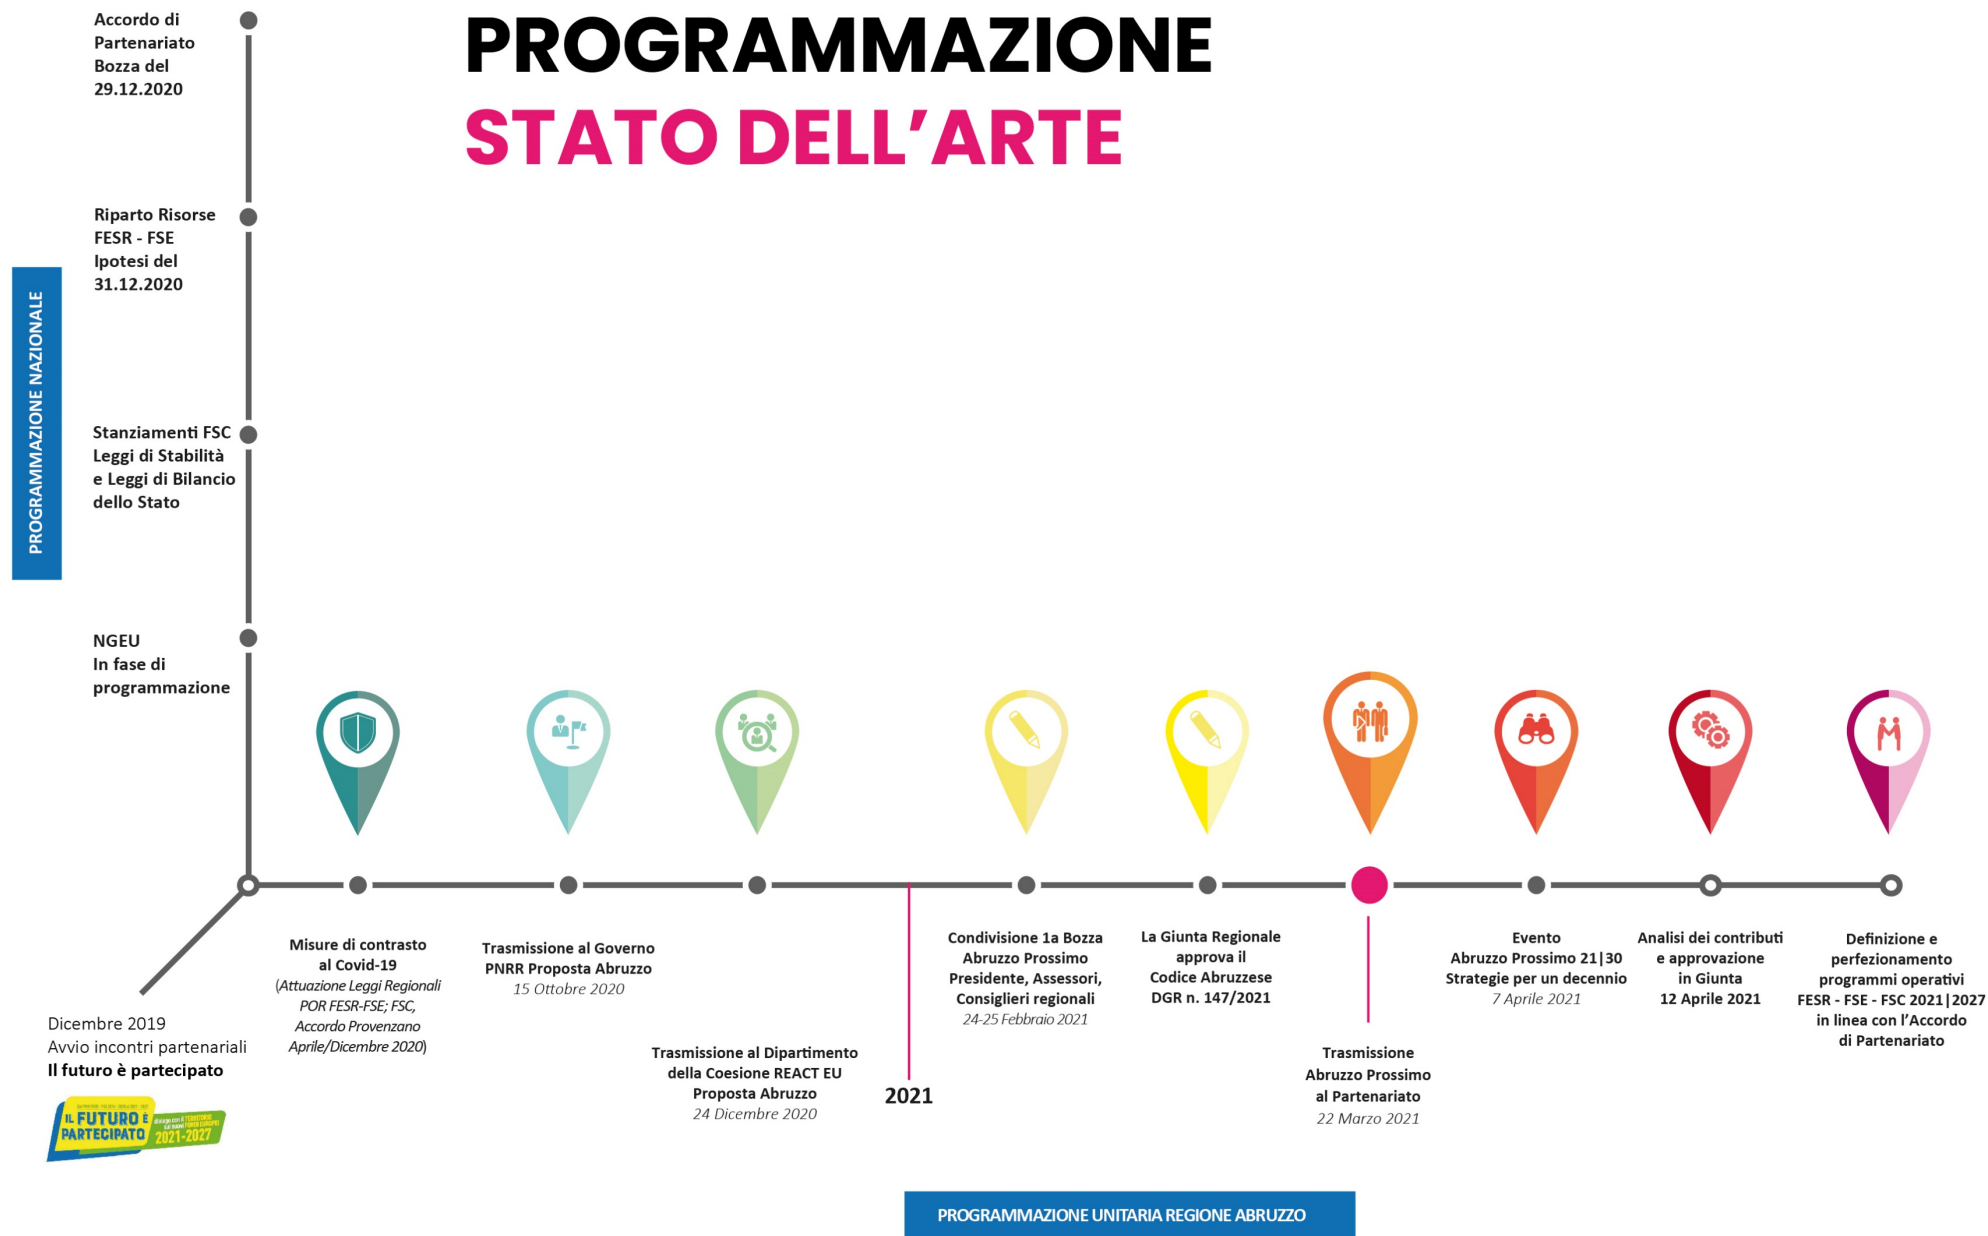 PROGRAMMAZIONE
STATO DELL’ARTE
PROGRAMMAZIONE NAZIONALE
Accordo di
Partenariato
Bozza del
29.12.2020
Riparto Risorse
FESR - FSE
Ipotesi del
31.12.2020
Stanziamenti FSC
Leggi di Stabilità
e Leggi di Bilancio
dello Stato
NGEU
In fase di
programmazione
Dicembre 2019
Avvio incontri partenariali
Il futuro è partecipato
IL FUTURO È
PARTECIPATO
2021-2027
Misure di contrasto
al Covid-19
(Attuazione Leggi Regionali
POR FESR-FSE; FSC,
Accordo Provenzano
Aprile/Dicembre 2020)
Trasmissione al Governo
PNRR Proposta Abruzzo
15 Ottobre 2020
Trasmissione al Dipartimento
della Coesione REACT EU
Proposta Abruzzo
24 Dicembre 2020
2021
Condivisione 1a Bozza
Abruzzo Prossimo
Presidente, Assessori,
Consiglieri regionali
24-25 Febbraio 2021
La Giunta Regionale
approva il
Codice Abruzzese
DGR n. 147/2021
Trasmissione
Abruzzo Prossimo
al Partenariato
22 Marzo 2021
Evento
Abruzzo Prossimo 21|30
Strategie per un decennio
7 Aprile 2021
Analisi dei contributi
e approvazione
in Giunta
12 Aprile 2021
Definizione e
perfezionamento
programmi operativi
FESR - FSE - FSC 2021|2027
in linea con l’Accordo
di Partenariato
PROGRAMMAZIONE UNITARIA REGIONE ABRUZZO